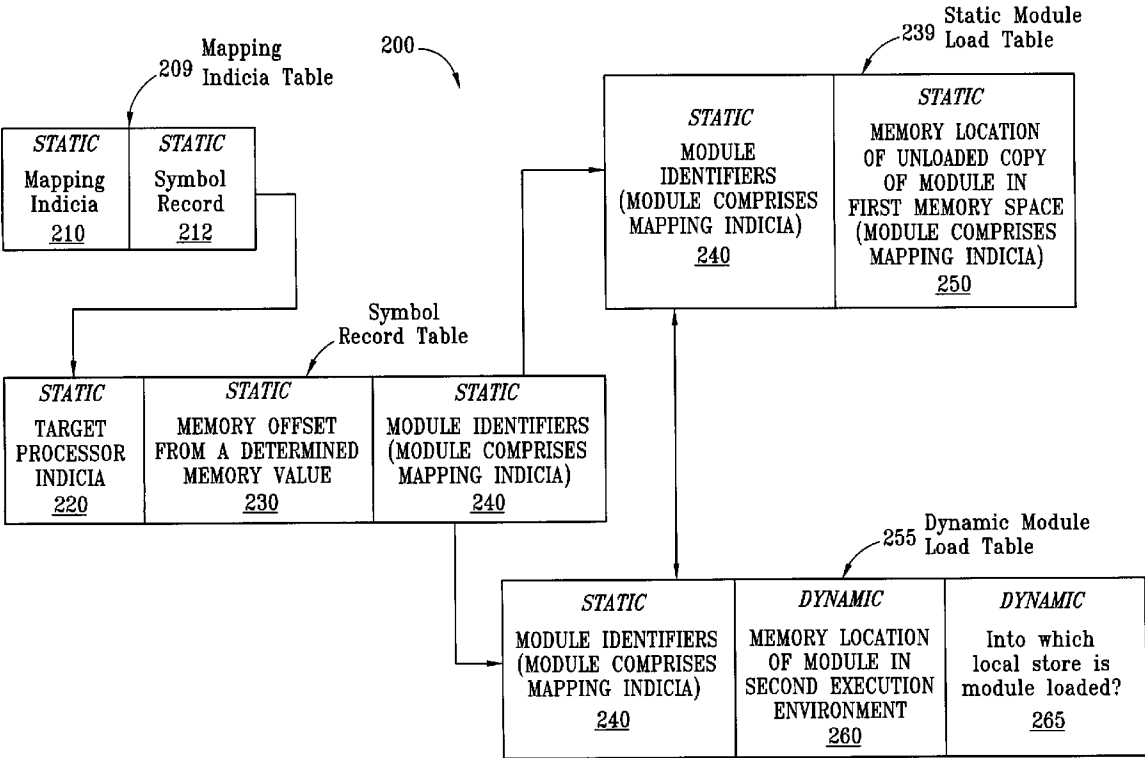 Mapping
Indicia Table
209
STATIC
Mapping
Indicia
210
STATIC
Symbol
Record
212
200
Static Module
Load Table
239
STATIC
MODULE
IDENTIFIERS
(MODULE COMPRISES
MAPPING INDICIA)
240
STATIC
MEMORY LOCATION
OF UNLOADED COPY
OF MODULE IN
FIRST MEMORY SPACE
(MODULE COMPRISES
MAPPING INDICIA)
250
Symbol
Record Table
STATIC
TARGET
PROCESSOR
INDICIA
220
STATIC
MEMORY OFFSET
FROM A DETERMINED
MEMORY VALUE
230
STATIC
MODULE IDENTIFIERS
(MODULE COMPRISES
MAPPING INDICIA)
240
Dynamic Module
Load Table
255
STATIC
MODULE IDENTIFIERS
(MODULE COMPRISES
MAPPING INDICIA)
240
DYNAMIC
MEMORY LOCATION
OF MODULE IN
SECOND EXECUTION
ENVIRONMENT
260
DYNAMIC
Into which
local store is
module loaded?
265